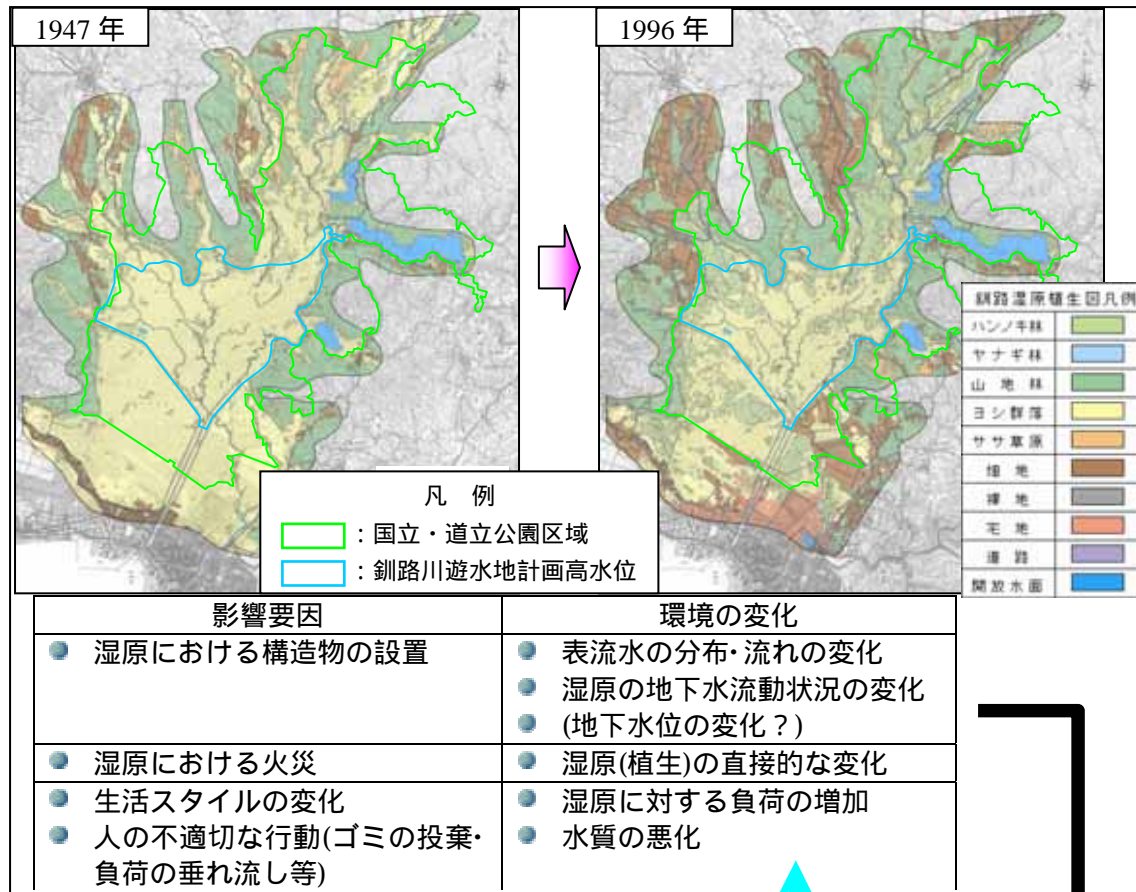 1947 年
1996 年
釧路湿原植生図凡例
ハンノキ林
ヤナギ林
山 地 林
ヨシ群落
ササ草原
畑 地
裸 地
宅 地
道 路
開放水面
凡 例
：国立・道立公園区域
：釧路川遊水地計画高水位
影響要因
環境の変化
湿原における構造物の設置
表流水の分布・流れの変化
湿原の地下水流動状況の変化
(地下水位の変化？)
湿原における火災
湿原(植生)の直接的な変化
生活スタイルの変化
人の不適切な行動(ゴミの投棄・
負荷の垂れ流し等)
湿原に対する負荷の増加
水質の悪化